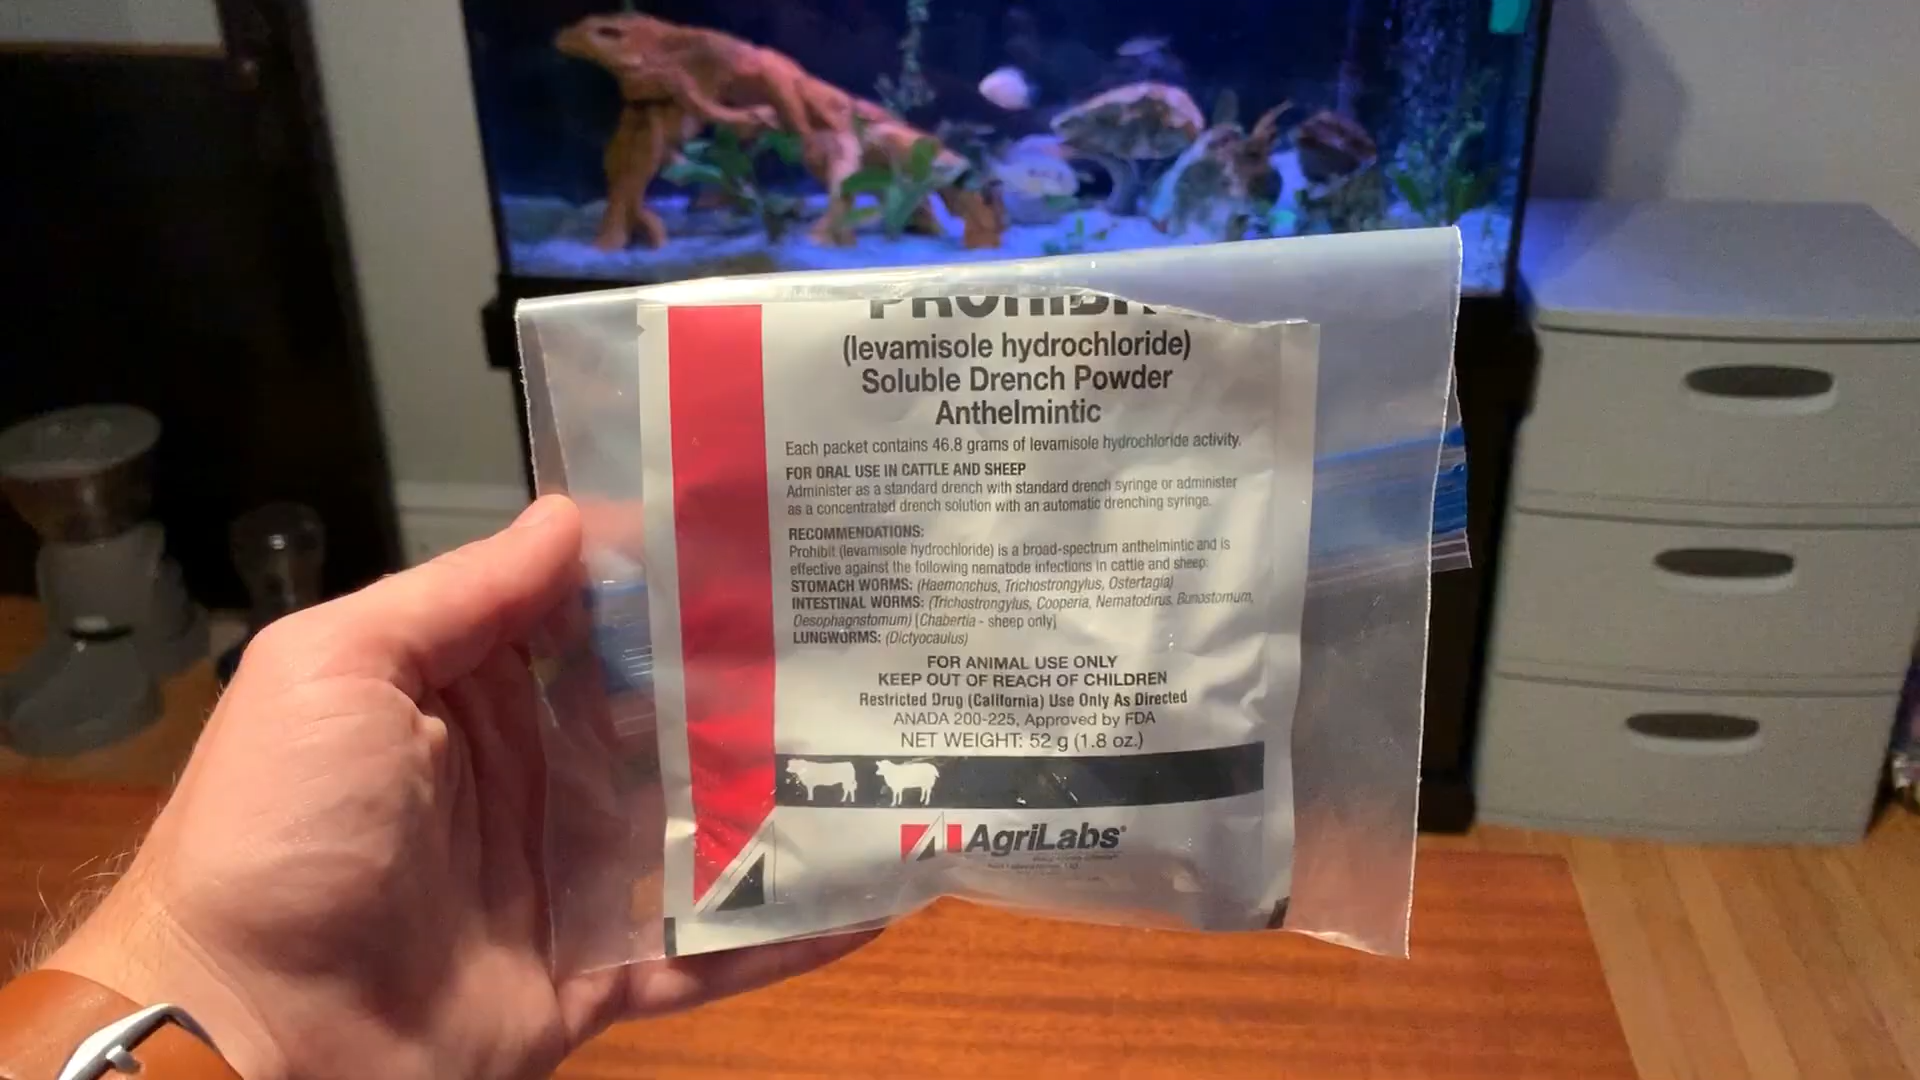 PROHIBIT
(levamisole hydrochloride)
Soluble Drench Powder
Anthelmintic
Each packet contains 46.8 grams of levamisole hydrochloride activity.
FOR ORAL USE IN CATTLE AND SHEEP
Administer as a standard drench with standard drench syringe or administer
as a concentrated drench solution with an automatic drenching syringe.
RECOMMENDATIONS:
Prohibit (levamisole hydrochloride) is a broad-spectrum anthelmintic and is
effective against the following nematode infections in cattle and sheep:
STOMACH WORMS: (Haemonchus, Trichostrongylus, Ostertagia)
INTESTINAL WORMS: (Trichostrongylus, Cooperia, Nematodirus, Bunostomum,
Oesophagnstomum) [Chabertia - sheep only]
LUNGWORMS: (Dictyocaulus)
FOR ANIMAL USE ONLY
KEEP OUT OF REACH OF CHILDREN
Restricted Drug (California) Use Only As Directed
ANADA 200-225, Approved by FDA
NET WEIGHT: 52 g (1.8 oz.)
AgriLabs®